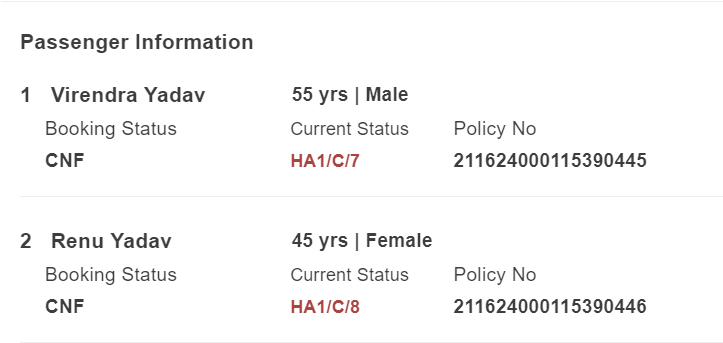 Passenger Information
1 Virendra Yadav 55 yrs | Male
Booking Status Current Status Policy No
CNF HA1/C/7 211624000115390445
2 Renu Yadav 45 yrs | Female
Booking Status Current Status Policy No
CNF HA1/C/8 211624000115390446